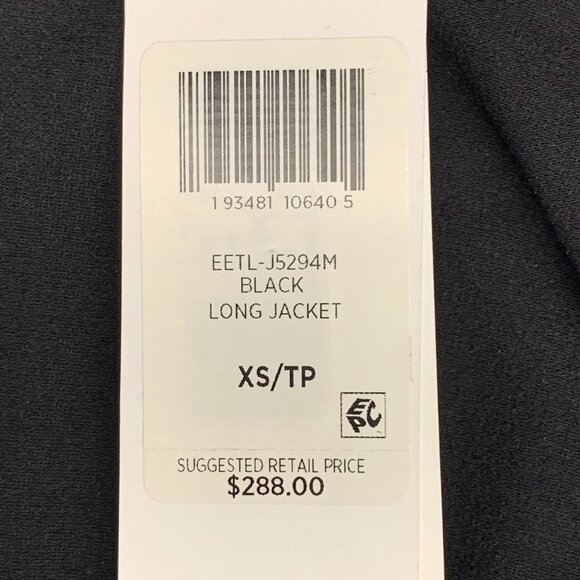 1 93481 10640 5
EETL-J5294M
BLACK
LONG JACKET
XS/TP
EPC
SUGGESTED RETAIL PRICE
$288.00